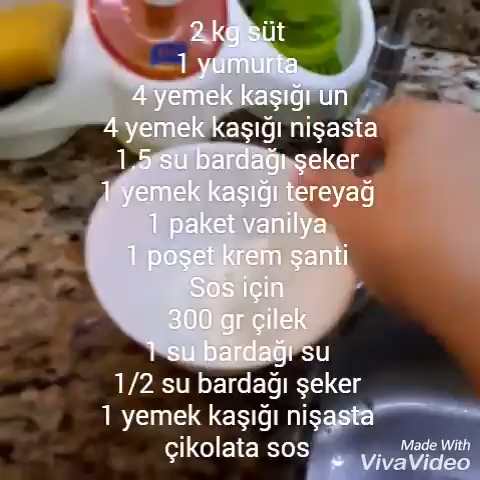 2 kg süt
1 yumurta
4 yemek kaşığı un
4 yemek kaşığı nişasta
1.5 su bardağı şeker
1 yemek kaşığı tereyağ
1 paket vanilya
1 poşet krem şanti
Sos için
300 gr çilek
1 su bardağı su
1/2 su bardağı şeker
1 yemek kaşığı nişasta
çikolata sos
Made With
VivaVideo